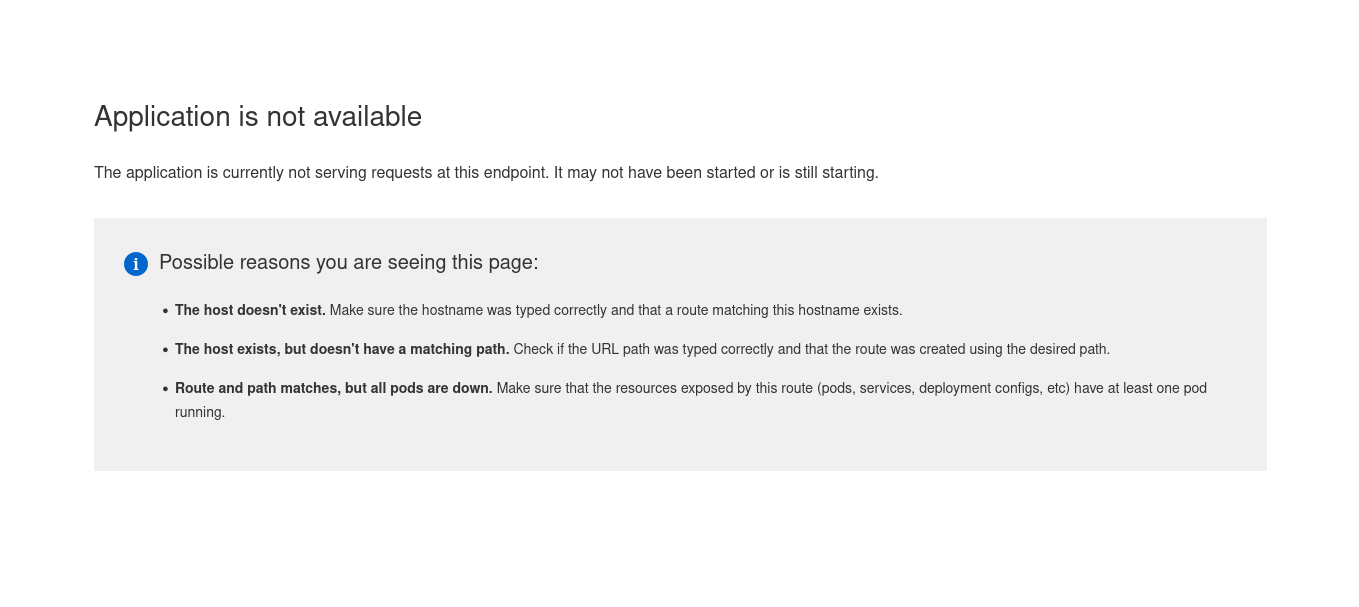 Application is not available
The application is currently not serving requests at this endpoint. It may not have been started or is still starting.
i Possible reasons you are seeing this page:
• The host doesn't exist. Make sure the hostname was typed correctly and that a route matching this hostname exists.
• The host exists, but doesn't have a matching path. Check if the URL path was typed correctly and that the route was created using the desired path.
• Route and path matches, but all pods are down. Make sure that the resources exposed by this route (pods, services, deployment configs, etc) have at least one pod
running.